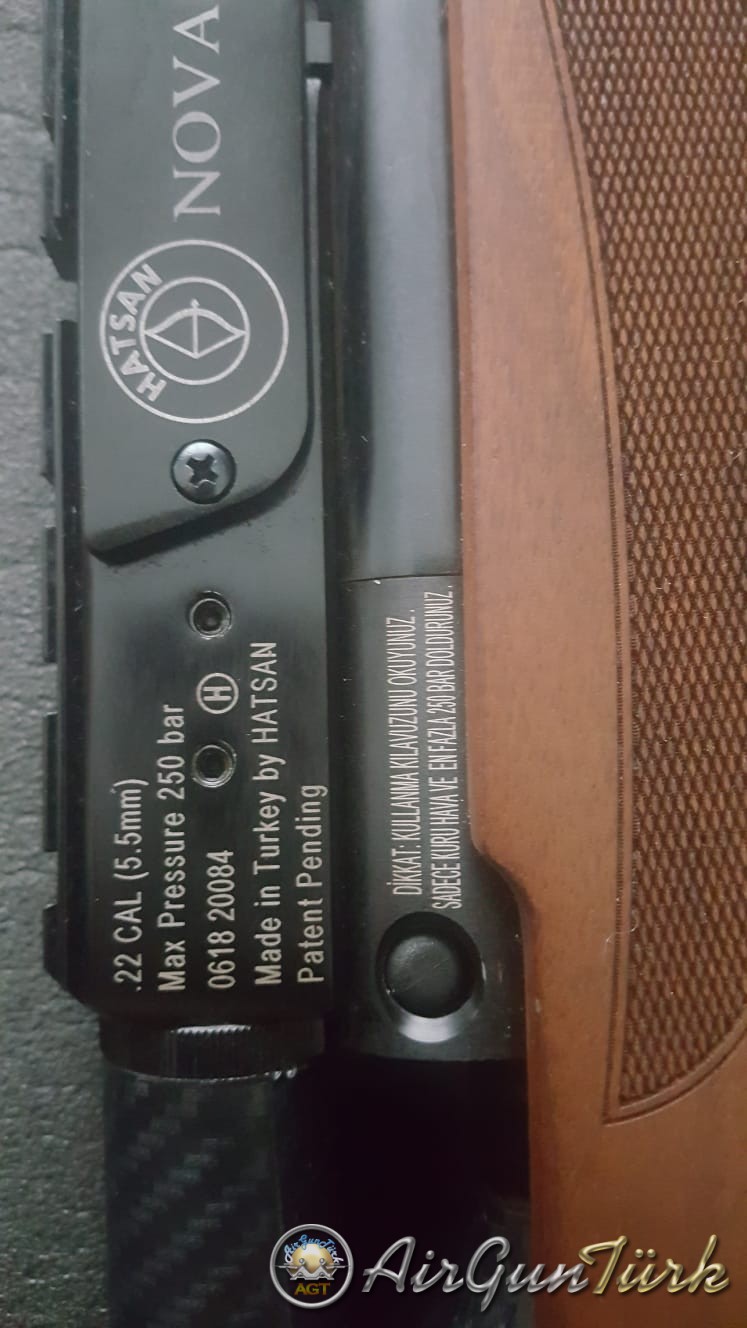 HATSAN
NOVA
.22 CAL (5.5mm)
Max Pressure 250 bar
0618 20084 H
Made in Turkey by HATSAN
Patent Pending
DİKKAT: KULLANMA KILAVUZUNU OKUYUNUZ.
SADECE KURU HAVA VE EN FAZLA 250 BAR DOLDURUNUZ.
AirGunTürk
AGT
AirGunTürk